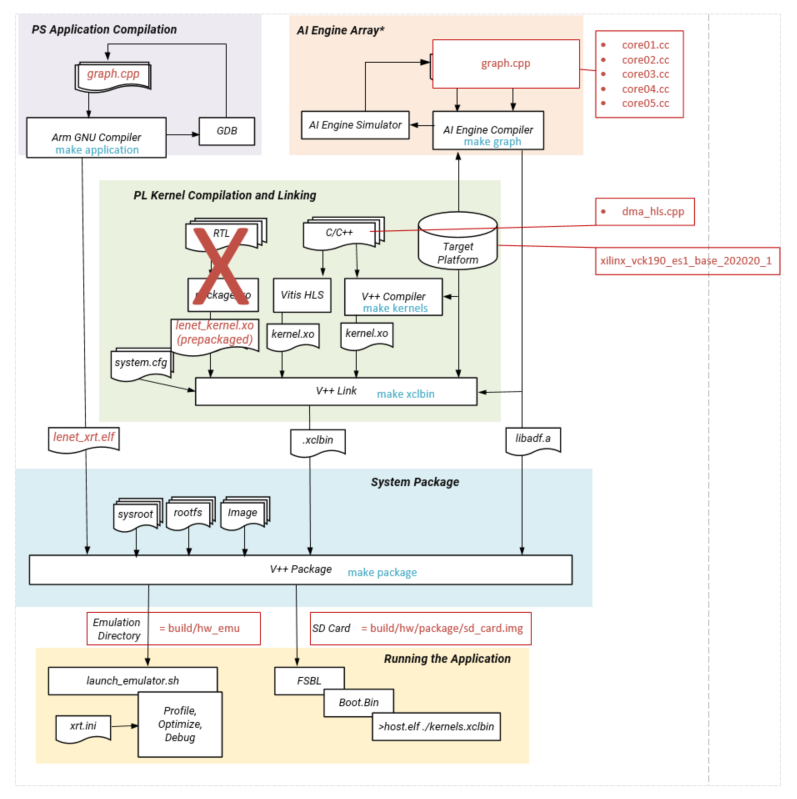 PS Application Compilation
graph.cpp
Arm GNU Compiler
make application
GDB
AI Engine Array*
graph.cpp
AI Engine Simulator
AI Engine Compiler
make graph
• core01.cc
• core02.cc
• core03.cc
• core04.cc
• core05.cc
PL Kernel Compilation and Linking
RTL
C/C++
Target
Platform
• dma_hls.cpp
xilinx_vck190_es1_base_202020_1
Vitis HLS
V++ Compiler
make kernels
lenet_kernel.xo
(prepackaged)
kernel.xo
kernel.xo
system.cfg
V++ Link
make xclbin
lenet_xrt.elf
.xclbin
libadf.a
System Package
sysroot
rootfs
Image
V++ Package
make package
Emulation
Directory
= build/hw_emu
SD Card
= build/hw/package/sd_card.img
Running the Application
launch_emulator.sh
Profile,
Optimize,
Debug
xrt.ini
FSBL
Boot.Bin
>host.elf ./kernels.xclbin